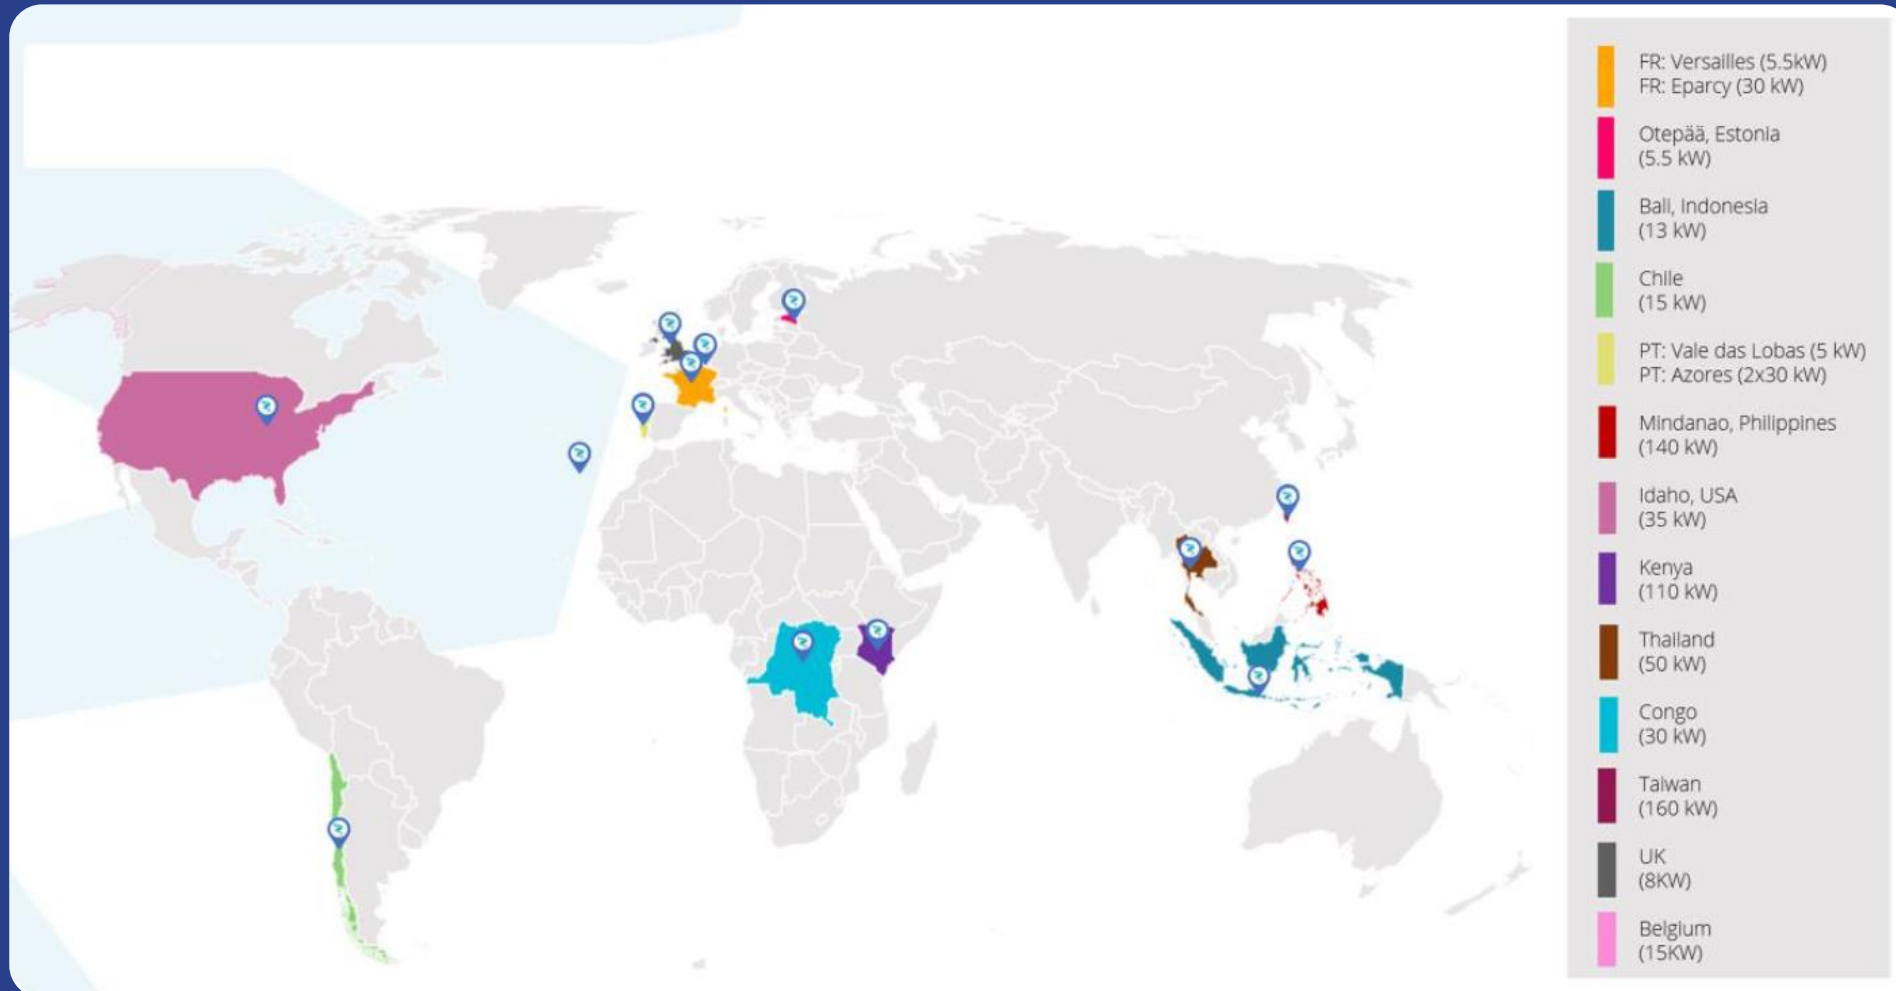 FR: Versailles (5.5kW)
FR: Eparcy (30 kW)
Otepää, Estonia
(5.5 kW)
Bali, Indonesia
(13 kW)
Chile
(15 kW)
PT: Vale das Lobas (5 kW)
PT: Azores (2x30 kW)
Mindanao, Philippines
(140 kW)
Idaho, USA
(35 kW)
Kenya
(110 kW)
Thailand
(50 kW)
Congo
(30 kW)
Taiwan
(160 kW)
UK
(8KW)
Belgium
(15KW)